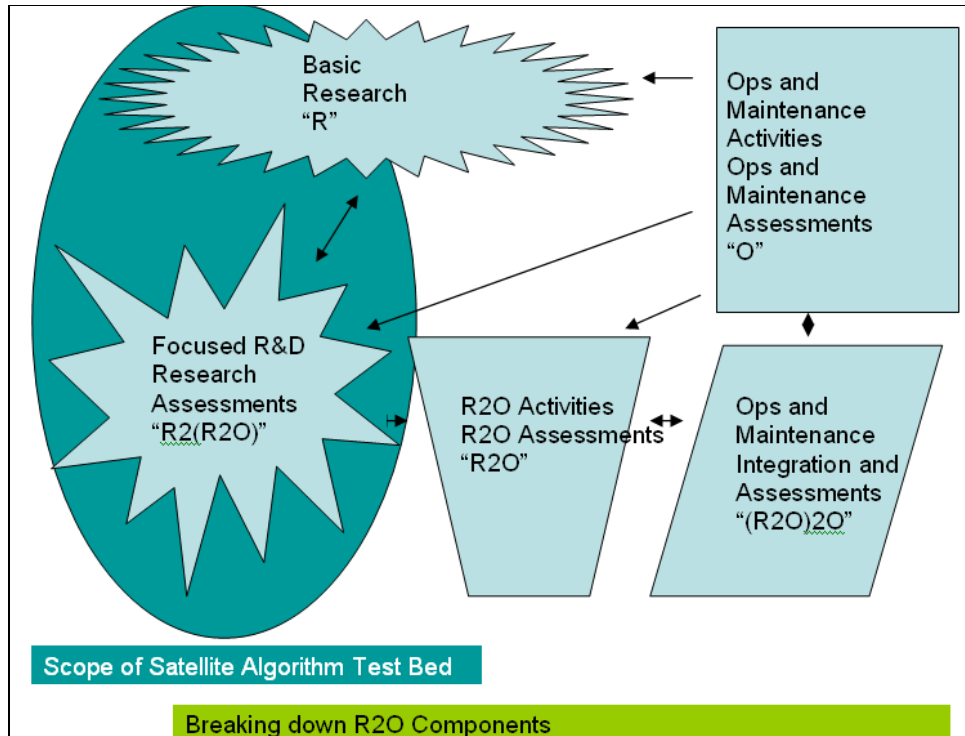 Basic
Research
“R”
Ops and
Maintenance
Activities
Ops and
Maintenance
Assessments
“O”
Focused R&D
Research
Assessments
“R2(R2O)”
R2O Activities
R2O Assessments
“R2O”
Ops and
Maintenance
Integration and
Assessments
“(R2O)2O”
Scope of Satellite Algorithm Test Bed
Breaking down R2O Components